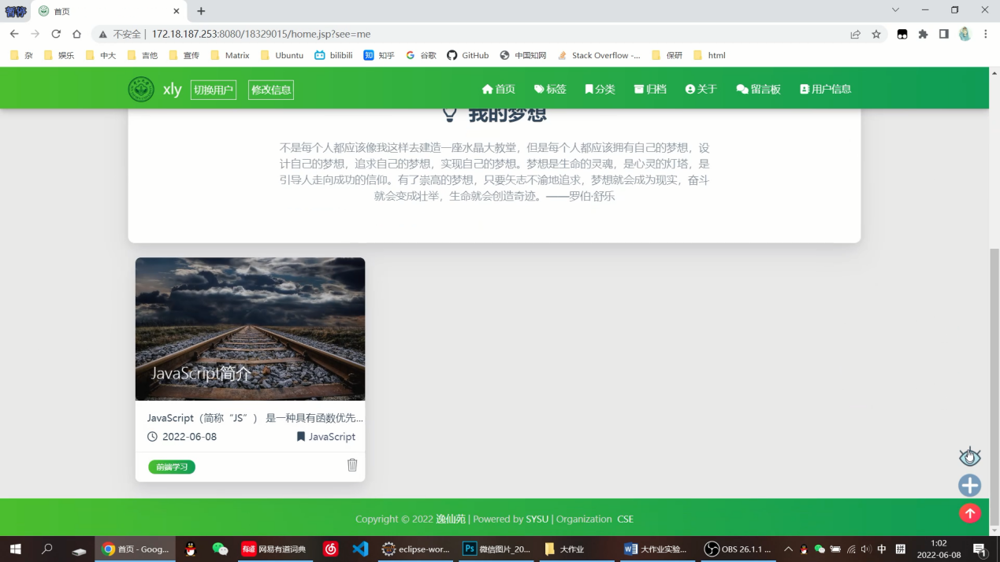 暂停
首页
不安全 | 172.18.187.253:8080/18329015/home.jsp?see=me
杂 娱乐 中大 吉他 宣传 Matrix Ubuntu bilibili 知 知乎 谷歌 GitHub 中国知网 Stack Overflow -... 保研 html
xly 切换用户 修改信息 首页 标签 分类 归档 关于 留言板 用户信息
我的梦想
不是每个人都应该像我这样去建造一座水晶大教堂，但是每个人都应该拥有自己的梦想，设
计自己的梦想，追求自己的梦想，实现自己的梦想。梦想是生命的灵魂，是心灵的灯塔，是
引导人走向成功的信仰。有了崇高的梦想，只要矢志不渝地追求，梦想就会成为现实，奋斗
就会变成壮举，生命就会创造奇迹。——罗伯·舒乐
JavaScript简介
JavaScript（简称“JS”） 是一种具有函数优先...
2022-06-08 JavaScript
前端学习
Copyright © 2022 逸仙苑 | Powered by SYSU | Organization CSE
首页 - Goog... 有道 网易有道词典 eclipse-wor... Ps 微信图片_20... 大作业 大作业实验... OBS 26.1.1 ... 中 拼 1:02
2022-06-08 1